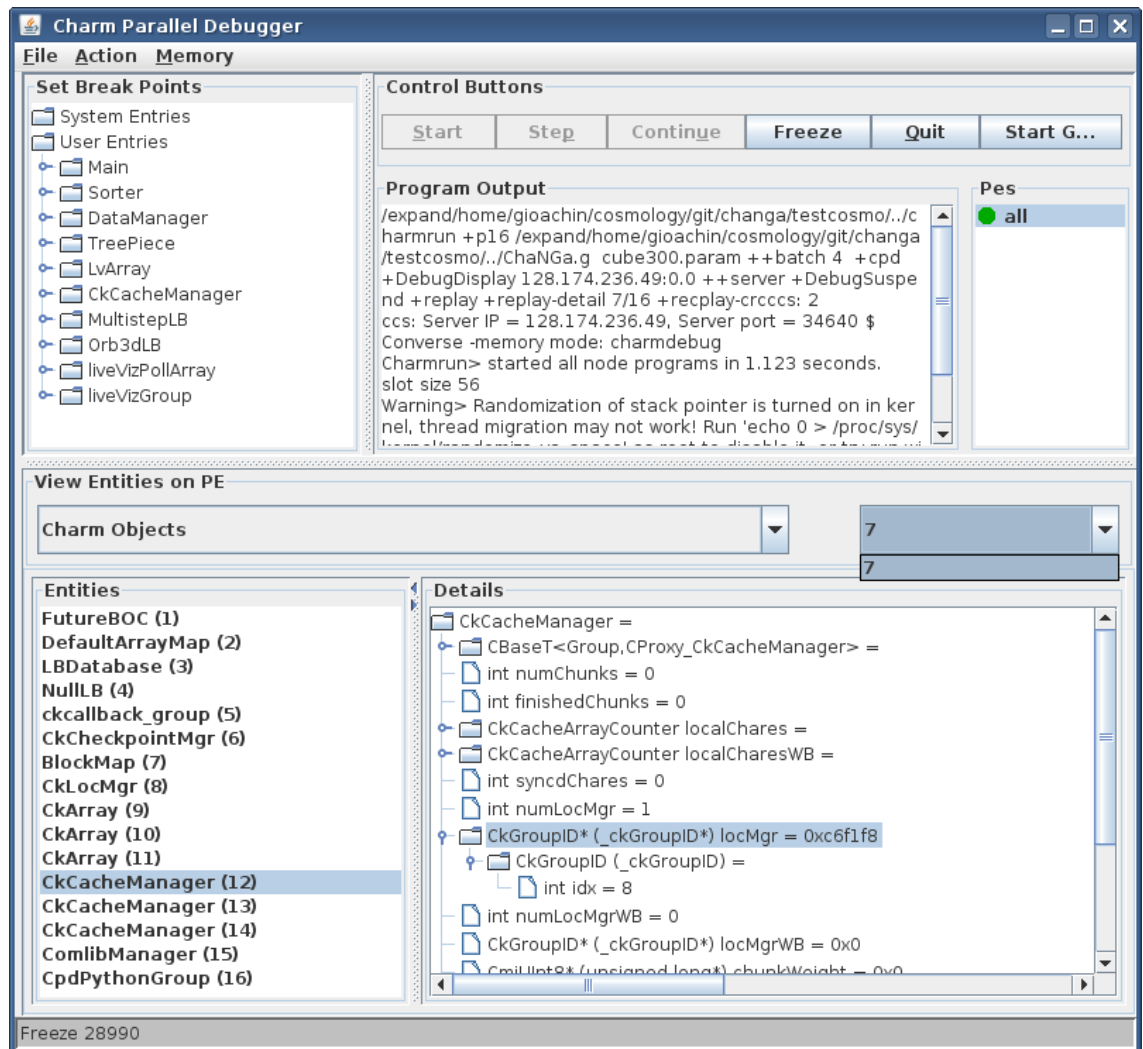 Charm Parallel Debugger
File Action Memory
Set Break Points
System Entries
User Entries
Main
Sorter
DataManager
TreePiece
LvArray
CkCacheManager
MultistepLB
Orb3dLB
liveVizPollArray
liveVizGroup
Control Buttons
Start Step Continue Freeze Quit Start G...
Program Output
/expand/home/gioachin/cosmology/git/changa/testcosmo/../c
harmrun +p16 /expand/home/gioachin/cosmology/git/changa
/testcosmo/../ChaNGa.g cube300.param ++batch 4 +cpd
+DebugDisplay 128.174.236.49:0.0 ++server +DebugSuspe
nd +replay +replay-detail 7/16 +recplay-crcccs: 2
ccs: Server IP = 128.174.236.49, Server port = 34640 $
Converse -memory mode: charmdebug
Charmrun> started all node programs in 1.123 seconds.
slot size 56
Warning> Randomization of stack pointer is turned on in ker
nel, thread migration may not work! Run 'echo 0 > /proc/sys/
Pes
all
View Entities on PE
Charm Objects
7
7
Entities
FutureBOC (1)
DefaultArrayMap (2)
LBDatabase (3)
NullLB (4)
ckcallback_group (5)
CkCheckpointMgr (6)
BlockMap (7)
CkLocMgr (8)
CkArray (9)
CkArray (10)
CkArray (11)
CkCacheManager (12)
CkCacheManager (13)
CkCacheManager (14)
ComlibManager (15)
CpdPythonGroup (16)
Details
CkCacheManager =
CBaseT<Group,CProxy_CkCacheManager> =
int numChunks = 0
int finishedChunks = 0
CkCacheArrayCounter localChares =
CkCacheArrayCounter localCharesWB =
int syncdChares = 0
int numLocMgr = 1
CkGroupID* (_ckGroupID*) locMgr = 0xc6f1f8
CkGroupID (_ckGroupID) =
int idx = 8
int numLocMgrWB = 0
CkGroupID* (_ckGroupID*) locMgrWB = 0x0
CmiUInt8* (unsigned long*) chunkWeight = 0x0
Freeze 28990